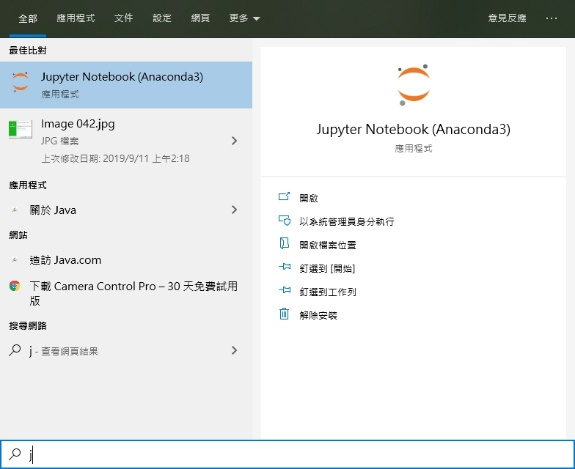 全部 應用程式 文件 設定 網頁 更多 意見反應 ...
最佳比對
Jupyter Notebook (Anaconda3)
應用程式
Image 042.jpg
JPG 檔案
上次修改日期: 2019/9/11 上午2:18
應用程式
關於 Java
網站
造訪 Java.com
下載 Camera Control Pro – 30 天免費試用
版
搜尋網路
j - 查看網頁結果
Jupyter Notebook (Anaconda3)
應用程式
開啟
以系統管理員身分執行
開啟檔案位置
釘選到 [開始]
釘選到工作列
解除安裝
j